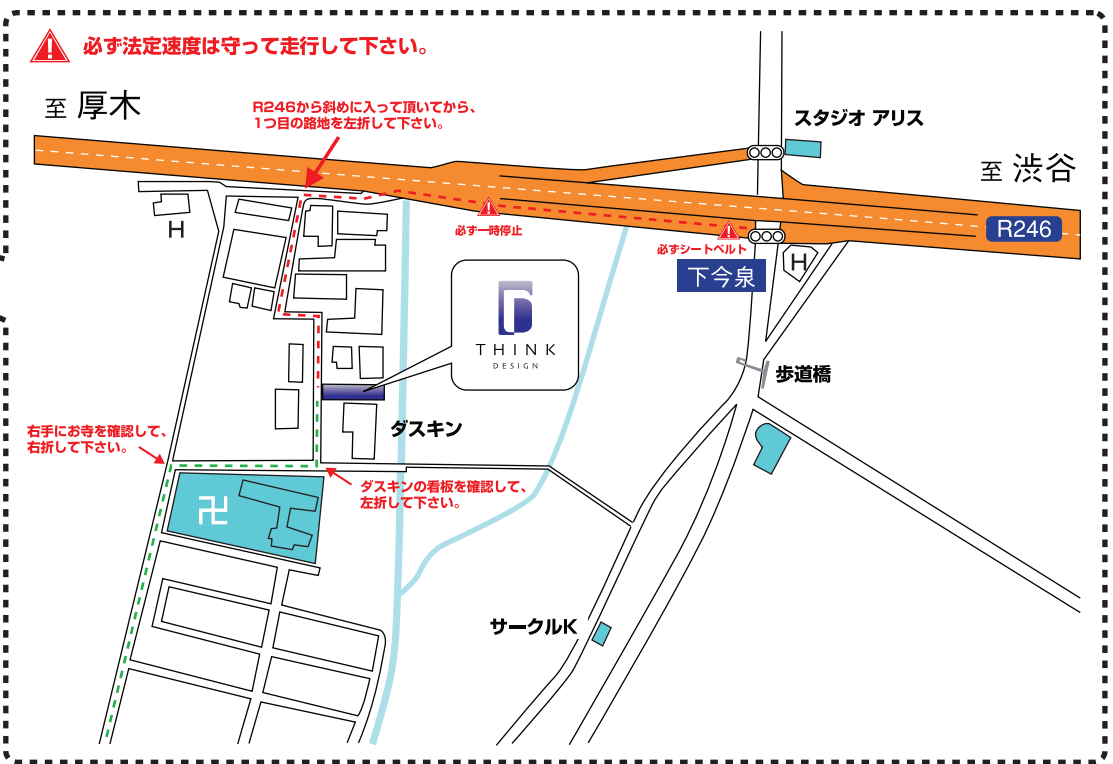 必ず法定速度は守って走行して下さい。
至 厚木
R246から斜めに入って頂いてから、
1つ目の路地を左折して下さい。
スタジオ アリス
至 渋谷
R246
必ず一時停止
必ずシートベルト
下今泉
H
H
THINK
DESIGN
歩道橋
ダスキン
右手にお寺を確認して、
右折して下さい。
ダスキンの看板を確認して、
左折して下さい。
卍
サークルK